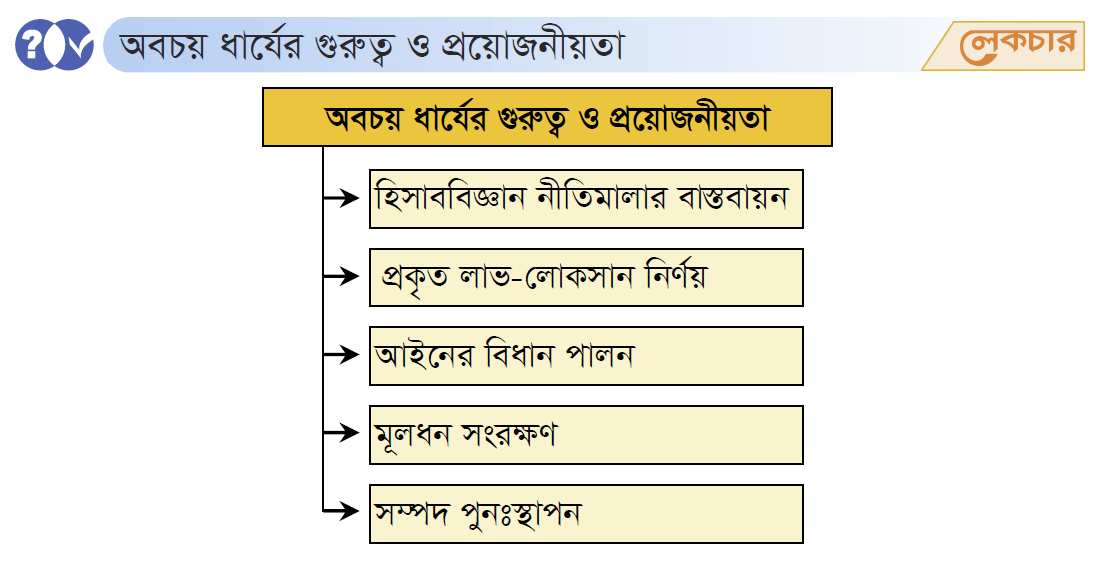 ?
অবচয় ধার্যের গুরুত্ব ও প্রয়োজনীয়তা
লেকচার
অবচয় ধার্যের গুরুত্ব ও প্রয়োজনীয়তা
হিসাববিজ্ঞান নীতিমালার বাস্তবায়ন
প্রকৃত লাভ-লোকসান নির্ণয়
আইনের বিধান পালন
মূলধন সংরক্ষণ
সম্পদ পুনঃস্থাপন